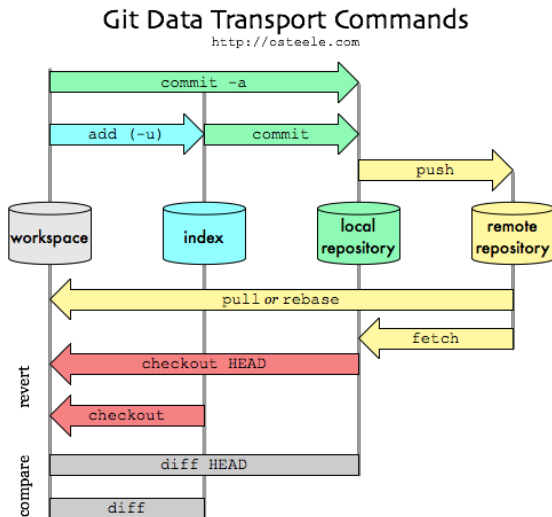 Git Data Transport Commands
http://osteele.com
commit -a
add (-u)
commit
push
workspace
index
local
repository
remote
repository
pull or rebase
fetch
revert
checkout HEAD
checkout
compare
diff HEAD
diff